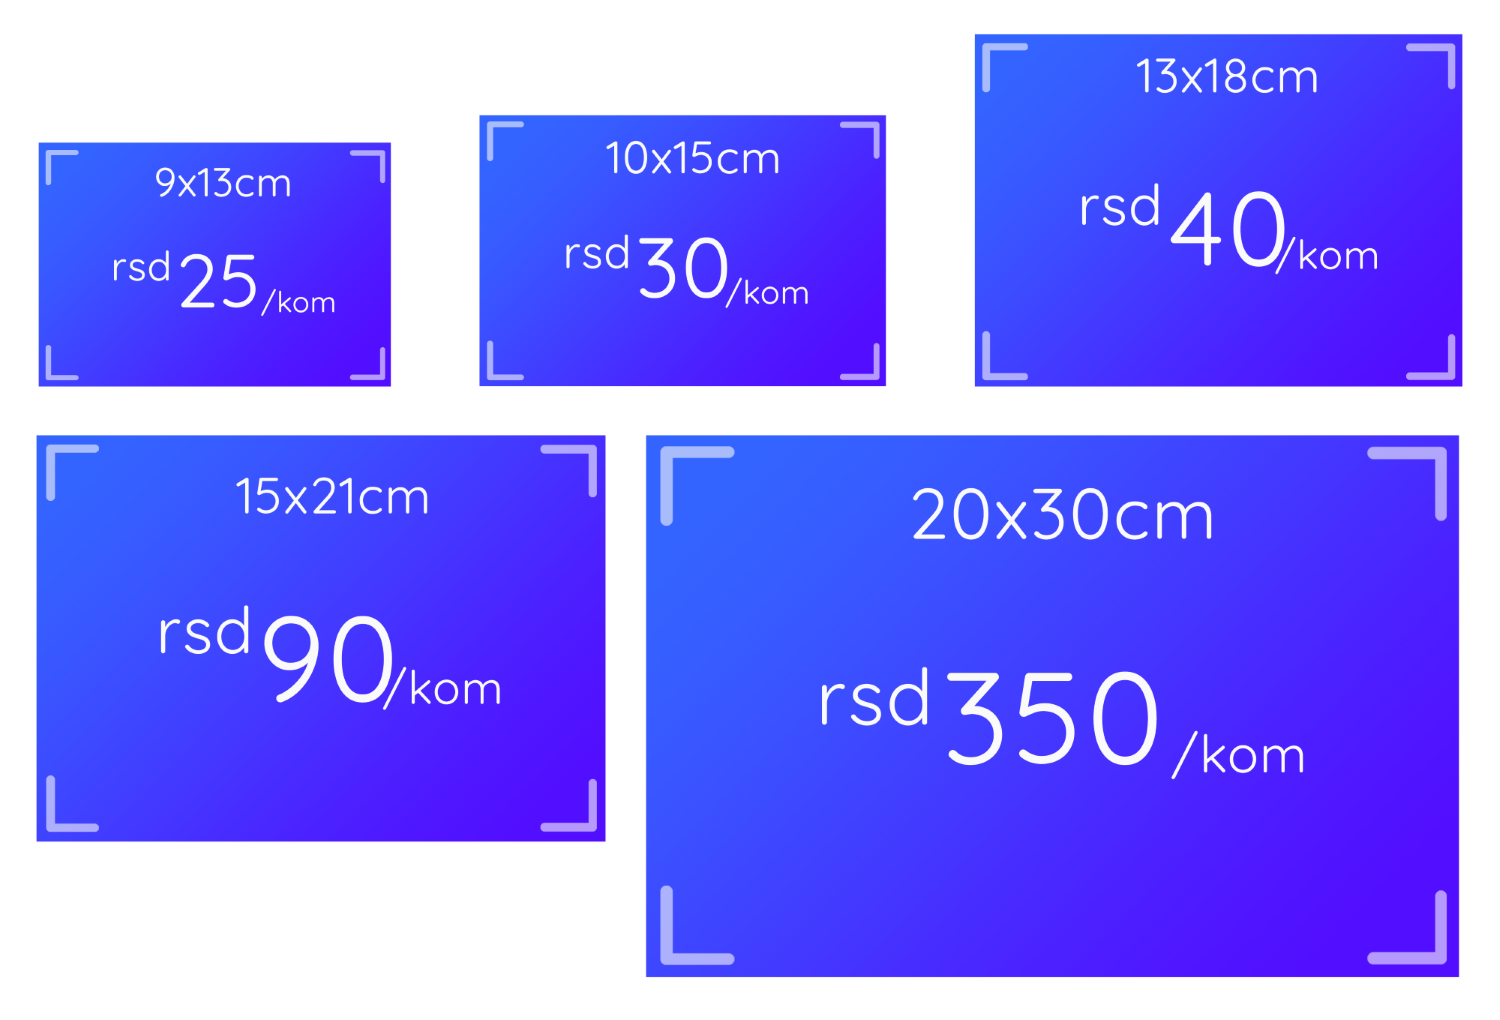 9x13cm
rsd 25 /kom
10x15cm
rsd 30 /kom
13x18cm
rsd 40 /kom
15x21cm
rsd 90 /kom
20x30cm
rsd 350 /kom